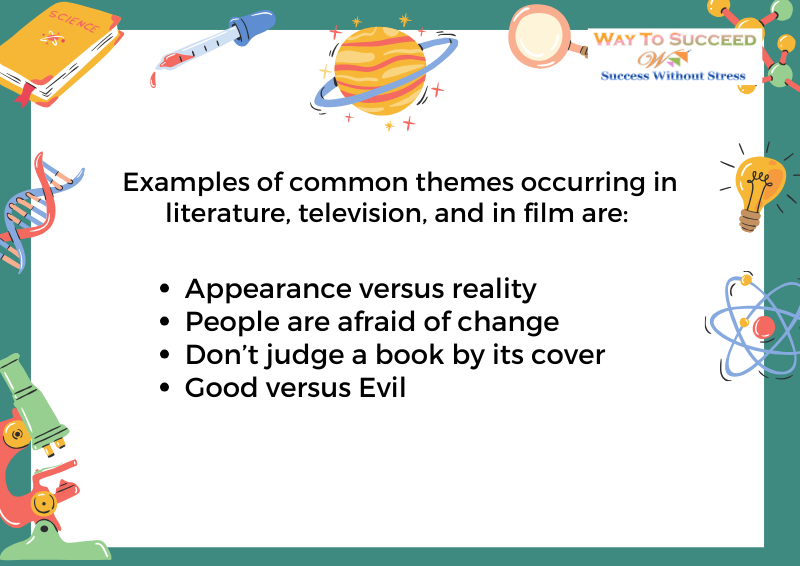 SCIENCE
WAY TO SUCCEED
Success Without Stress
Examples of common themes occurring in
literature, television, and in film are:
• Appearance versus reality
• People are afraid of change
• Don’t judge a book by its cover
• Good versus Evil